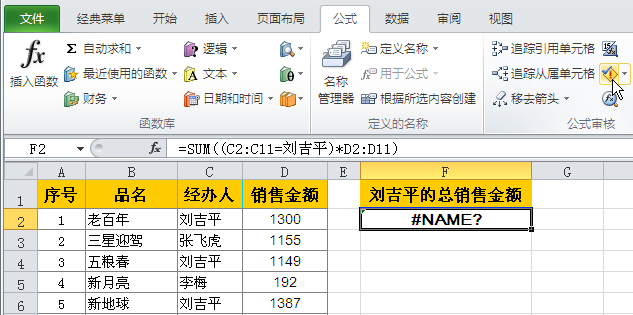 文件 经典菜单 开始 插入 页面布局 公式 数据 审阅 视图
fx Σ 自动求和 逻辑 定义名称 追踪引用单元格
插入函数 最近使用的函数 A 文本 名称管理器 用于公式 追踪从属单元格
财务 日期和时间 θ 根据所选内容创建 移去箭头
函数库 定义的名称 公式审核
F2 fx =SUM((C2:C11=刘吉平)*D2:D11)
A B C D E F G H
1 序号 品名 经办人 销售金额 刘吉平的总销售金额
2 1 老百年 刘吉平 1300 #NAME?
3 2 三星迎驾 张飞虎 1155
4 3 五粮春 刘吉平 1149
5 4 新月亮 李梅 192
6 5 新地球 刘吉平 1387